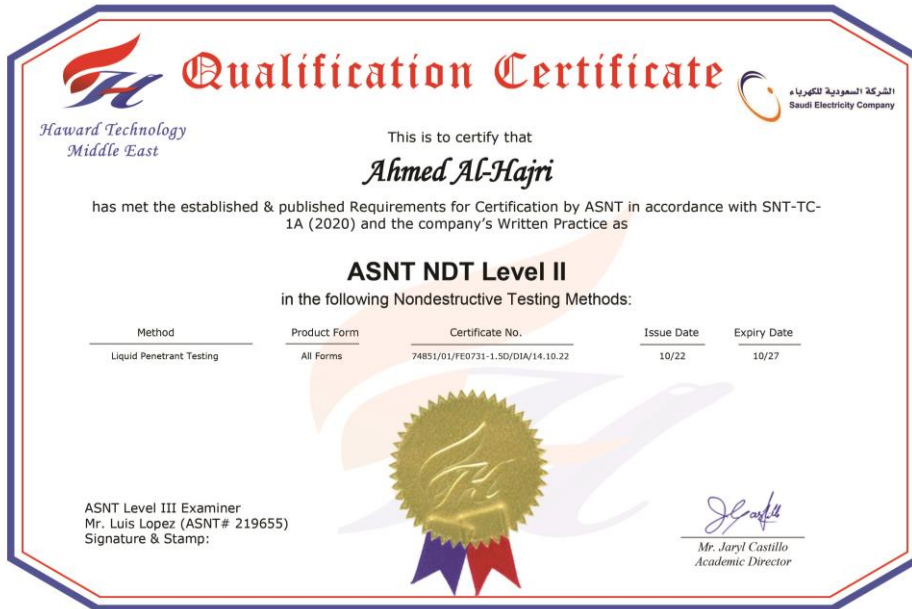 Qualification Certificate
Haward Technology
Middle East
الشركة السعودية للكهرباء
Saudi Electricity Company
This is to certify that
Ahmed Al-Hajri
has met the established & published Requirements for Certification by ASNT in accordance with SNT-TC-
1A (2020) and the company's Written Practice as
ASNT NDT Level II
in the following Nondestructive Testing Methods:
Method Product Form Certificate No. Issue Date Expiry Date
Liquid Penetrant Testing All Forms 74851/01/FE0731-1.5D/DIA/14.10.22 10/22 10/27
ASNT Level III Examiner
Mr. Luis Lopez (ASNT# 219655)
Signature & Stamp:
Mr. Jaryl Castillo
Academic Director